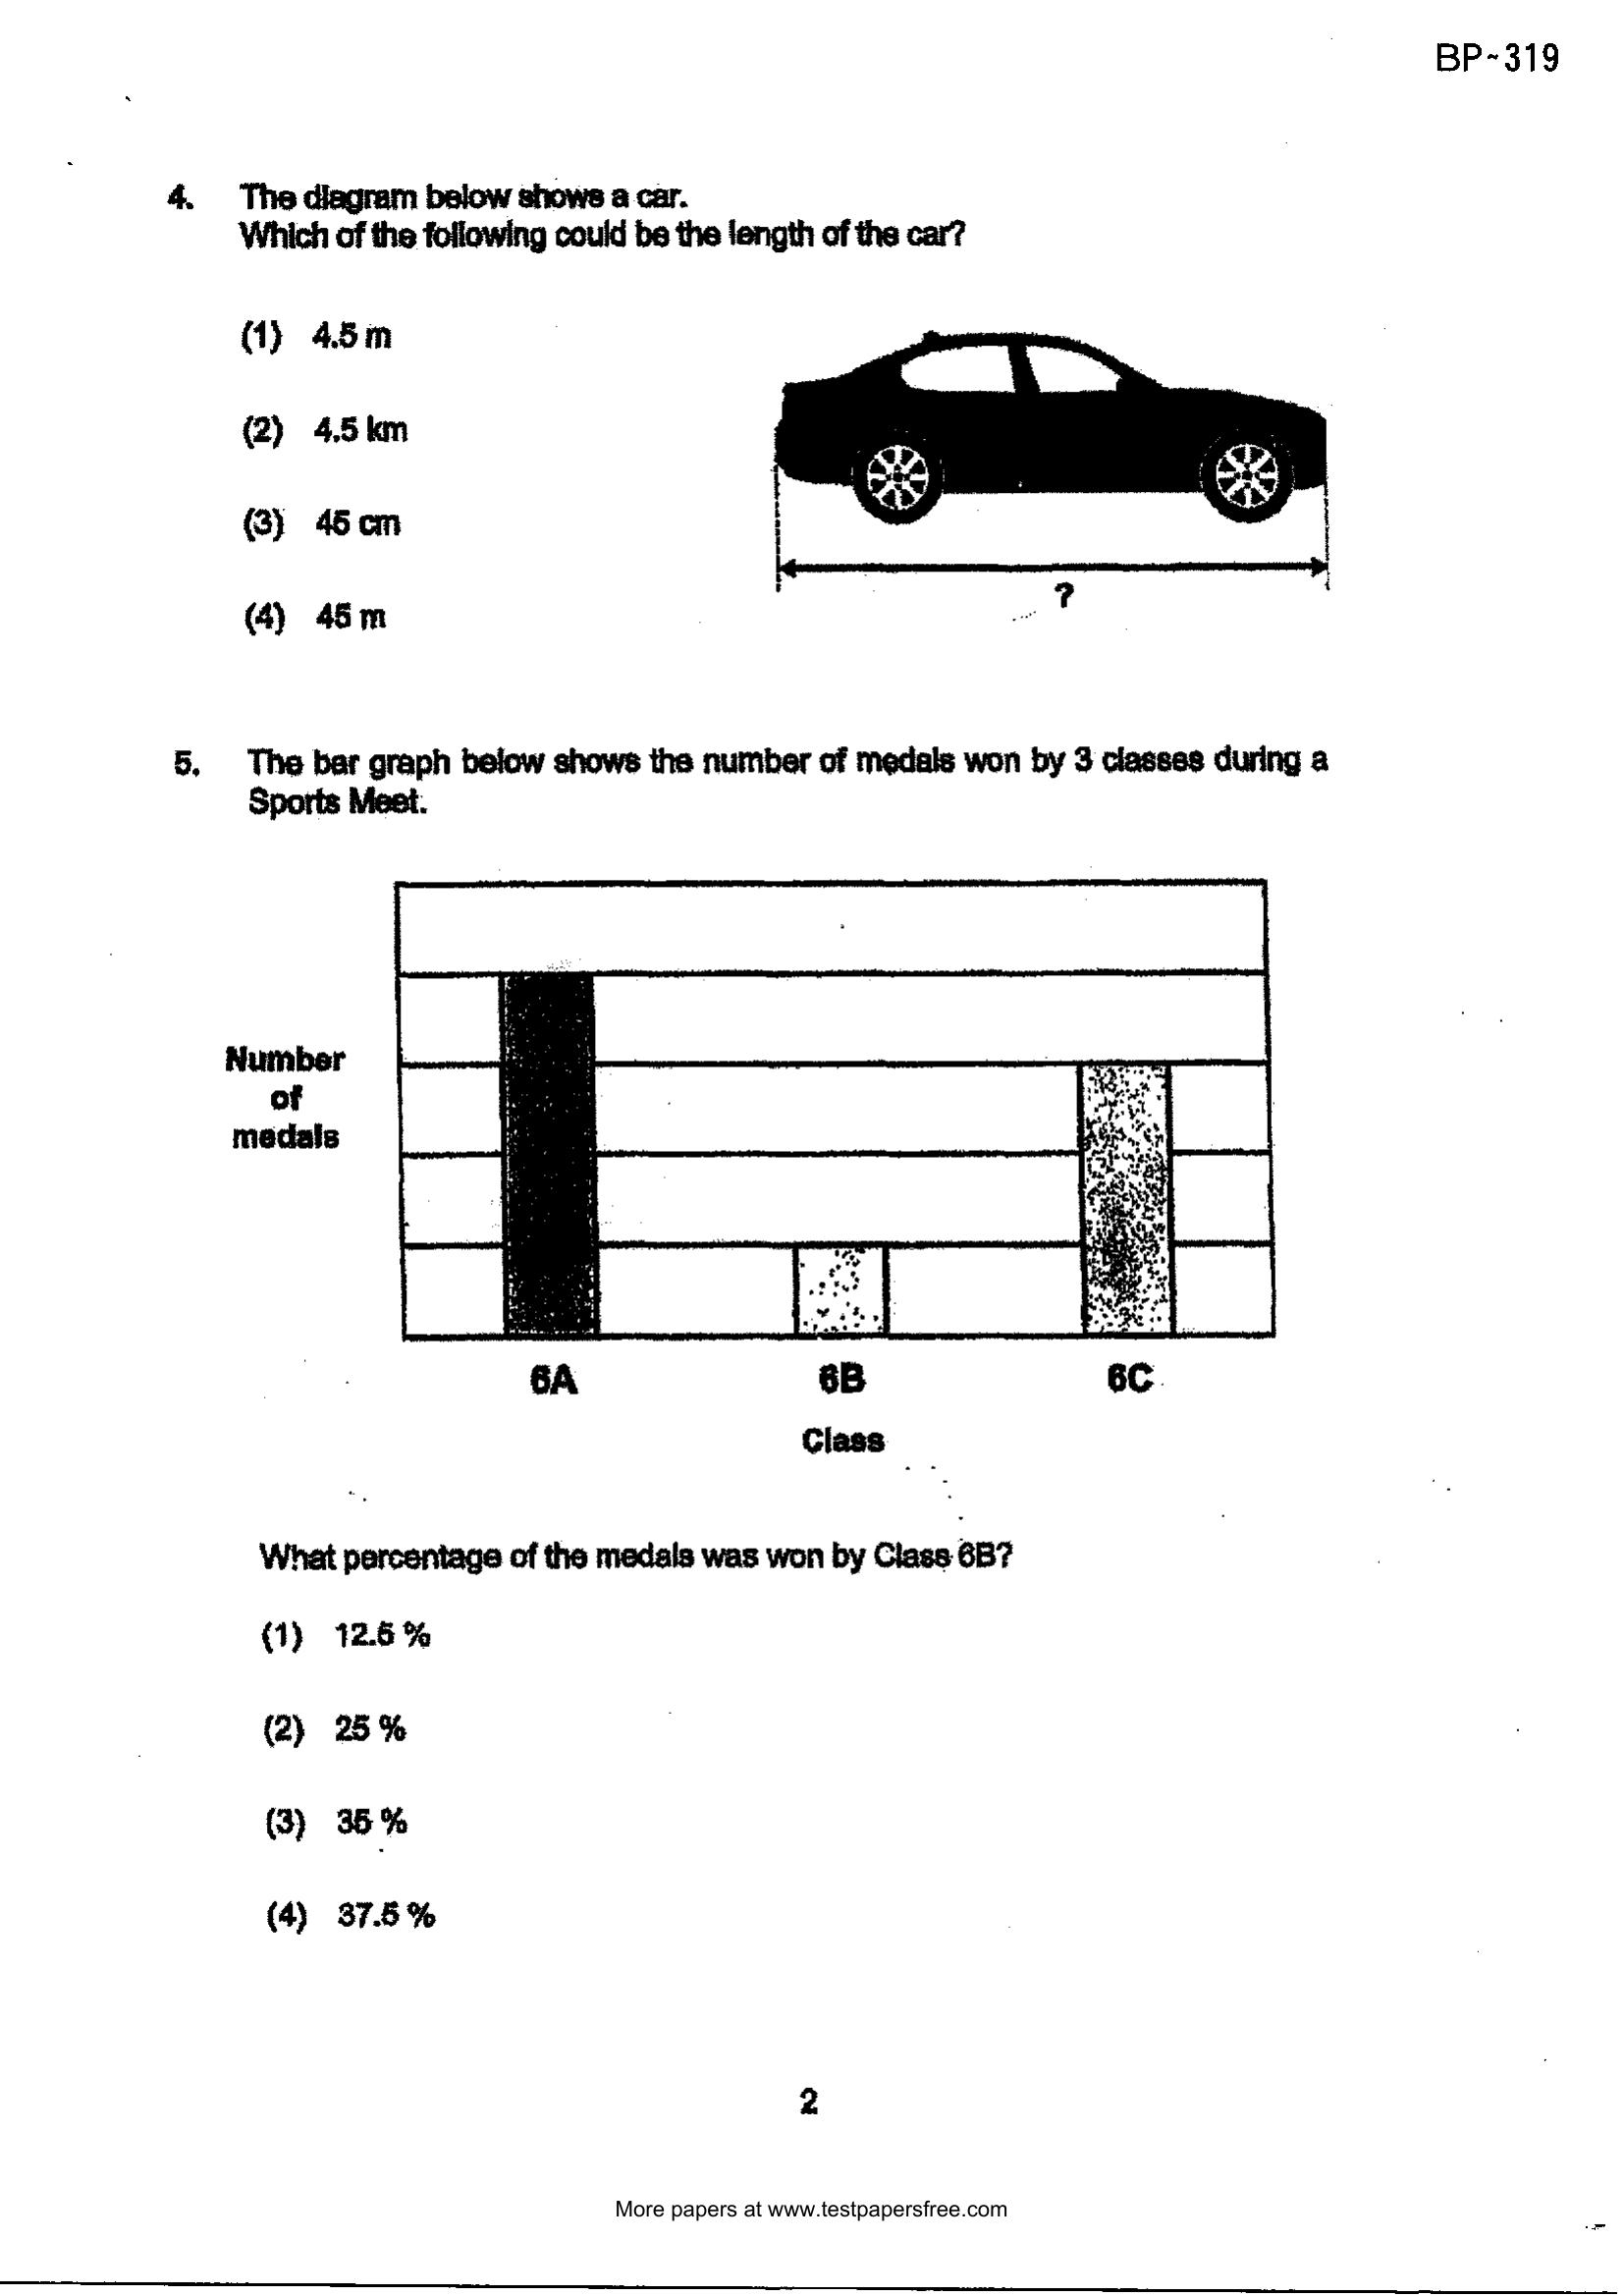 BP~319
4. The diagram below shows a car.
Which of the following could be the length of the car?
(1) 4.5 m
(2) 4.5 km
(3) 45 cm
(4) 45 m
?
5. The bar graph below shows the number of medals won by 3 classes during a
Sports Meet.
Number
of
medals
6A 6B 6C
Class
What percentage of the medals was won by Class 6B?
(1) 12.5 %
(2) 25 %
(3) 35 %
(4) 37.5 %
2
More papers at www.testpapersfree.com